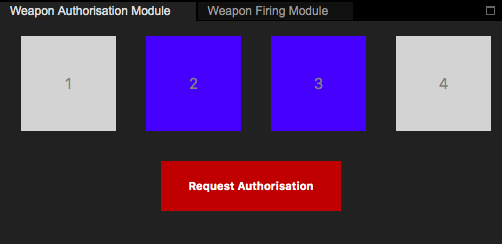 Weapon Authorisation Module
Weapon Firing Module
1
2
3
4
Request Authorisation